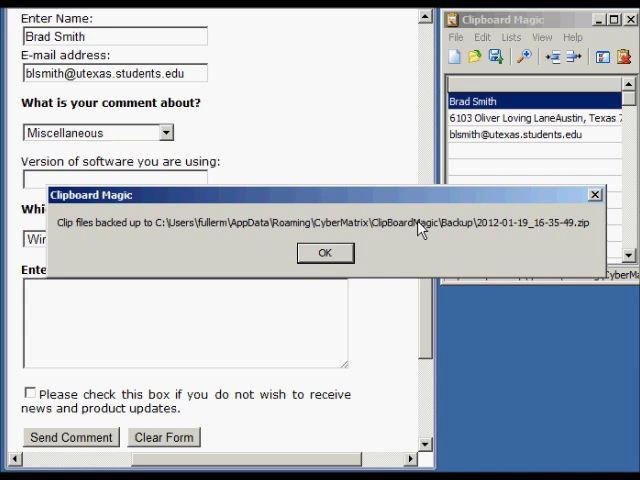 Enter Name:
Brad Smith
E-mail address:
blsmith@utexas.students.edu
What is your comment about?
Miscellaneous
Version of software you are using:
Enter
Please check this box if you do not wish to receive
news and product updates.
Send Comment Clear Form
Clipboard Magic
File Edit Lists View Help
Brad Smith
6103 Oliver Loving LaneAustin, Texas 7
blsmith@utexas.students.edu
Clipboard Magic
Clip files backed up to C:\Users\fullerm\AppData\Roaming\CyberMatrix\ClipBoardMagic\Backup\2012-01-19_16-35-49.zip
OK